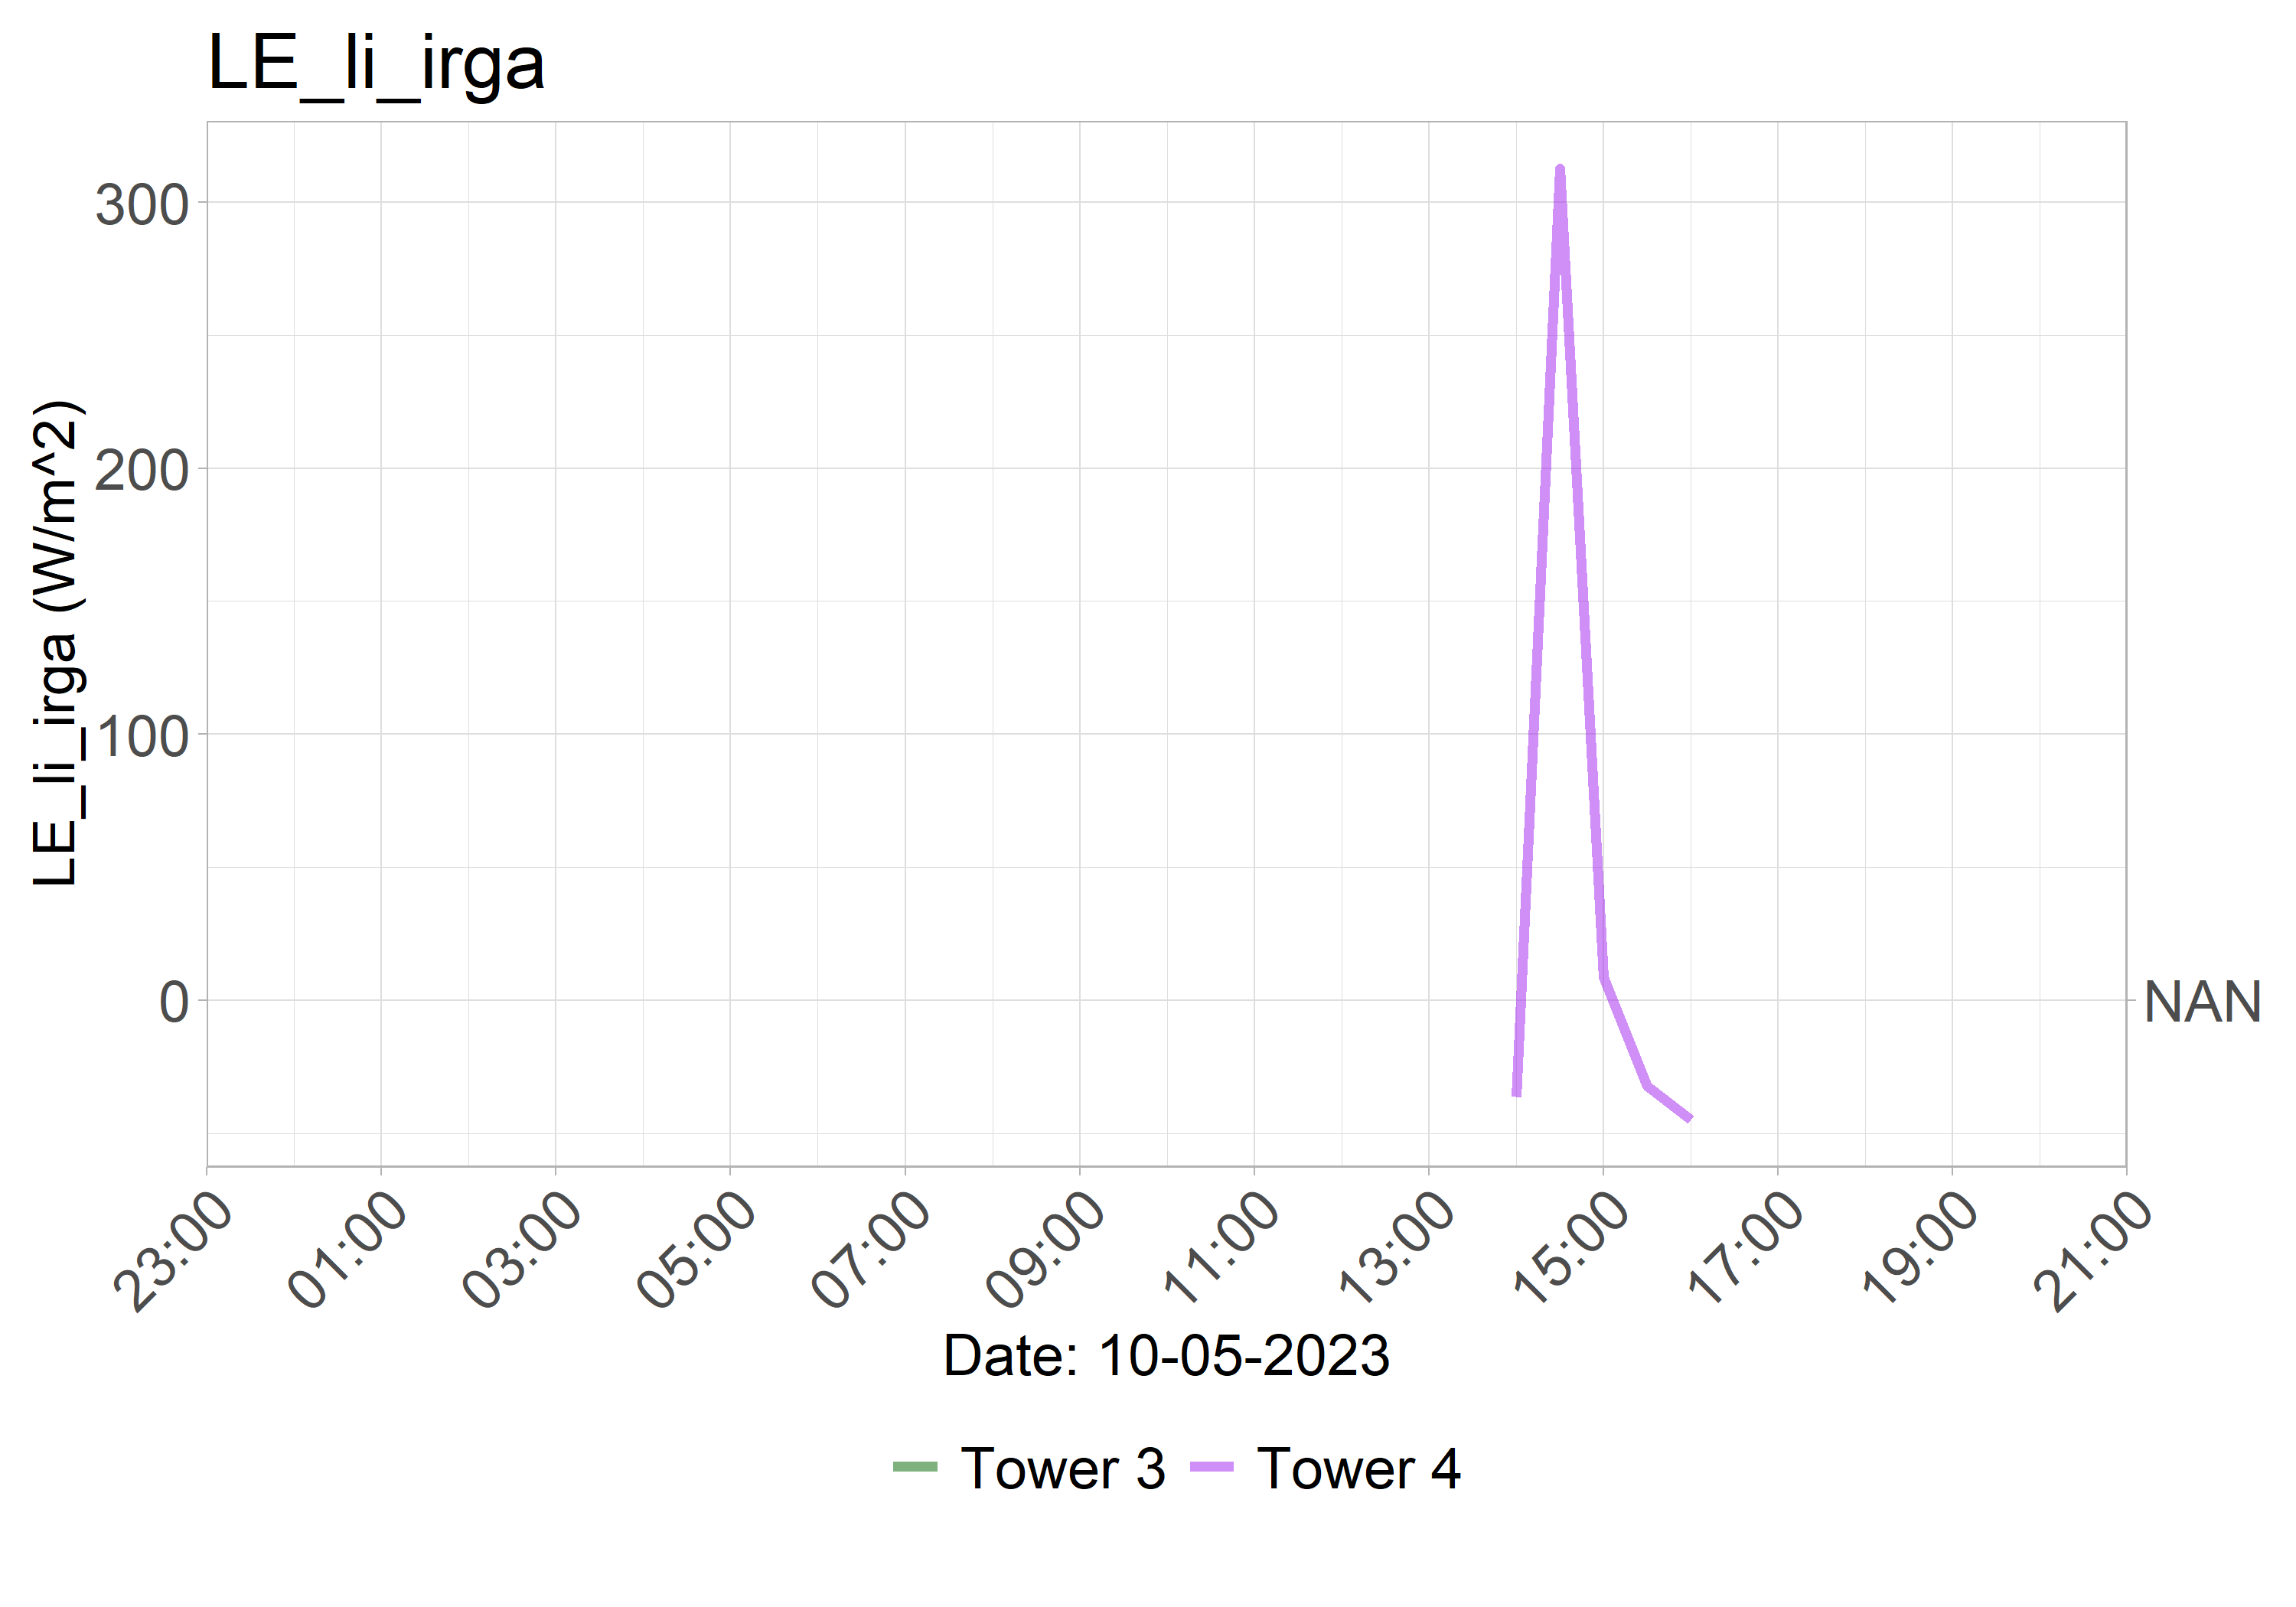 LE_li_irga
LE_li_irga (W/m^2)
300
200
100
0
NAN
23:00 01:00 03:00 05:00 07:00 09:00 11:00 13:00 15:00 17:00 19:00 21:00
Date: 10-05-2023
Tower 3 Tower 4